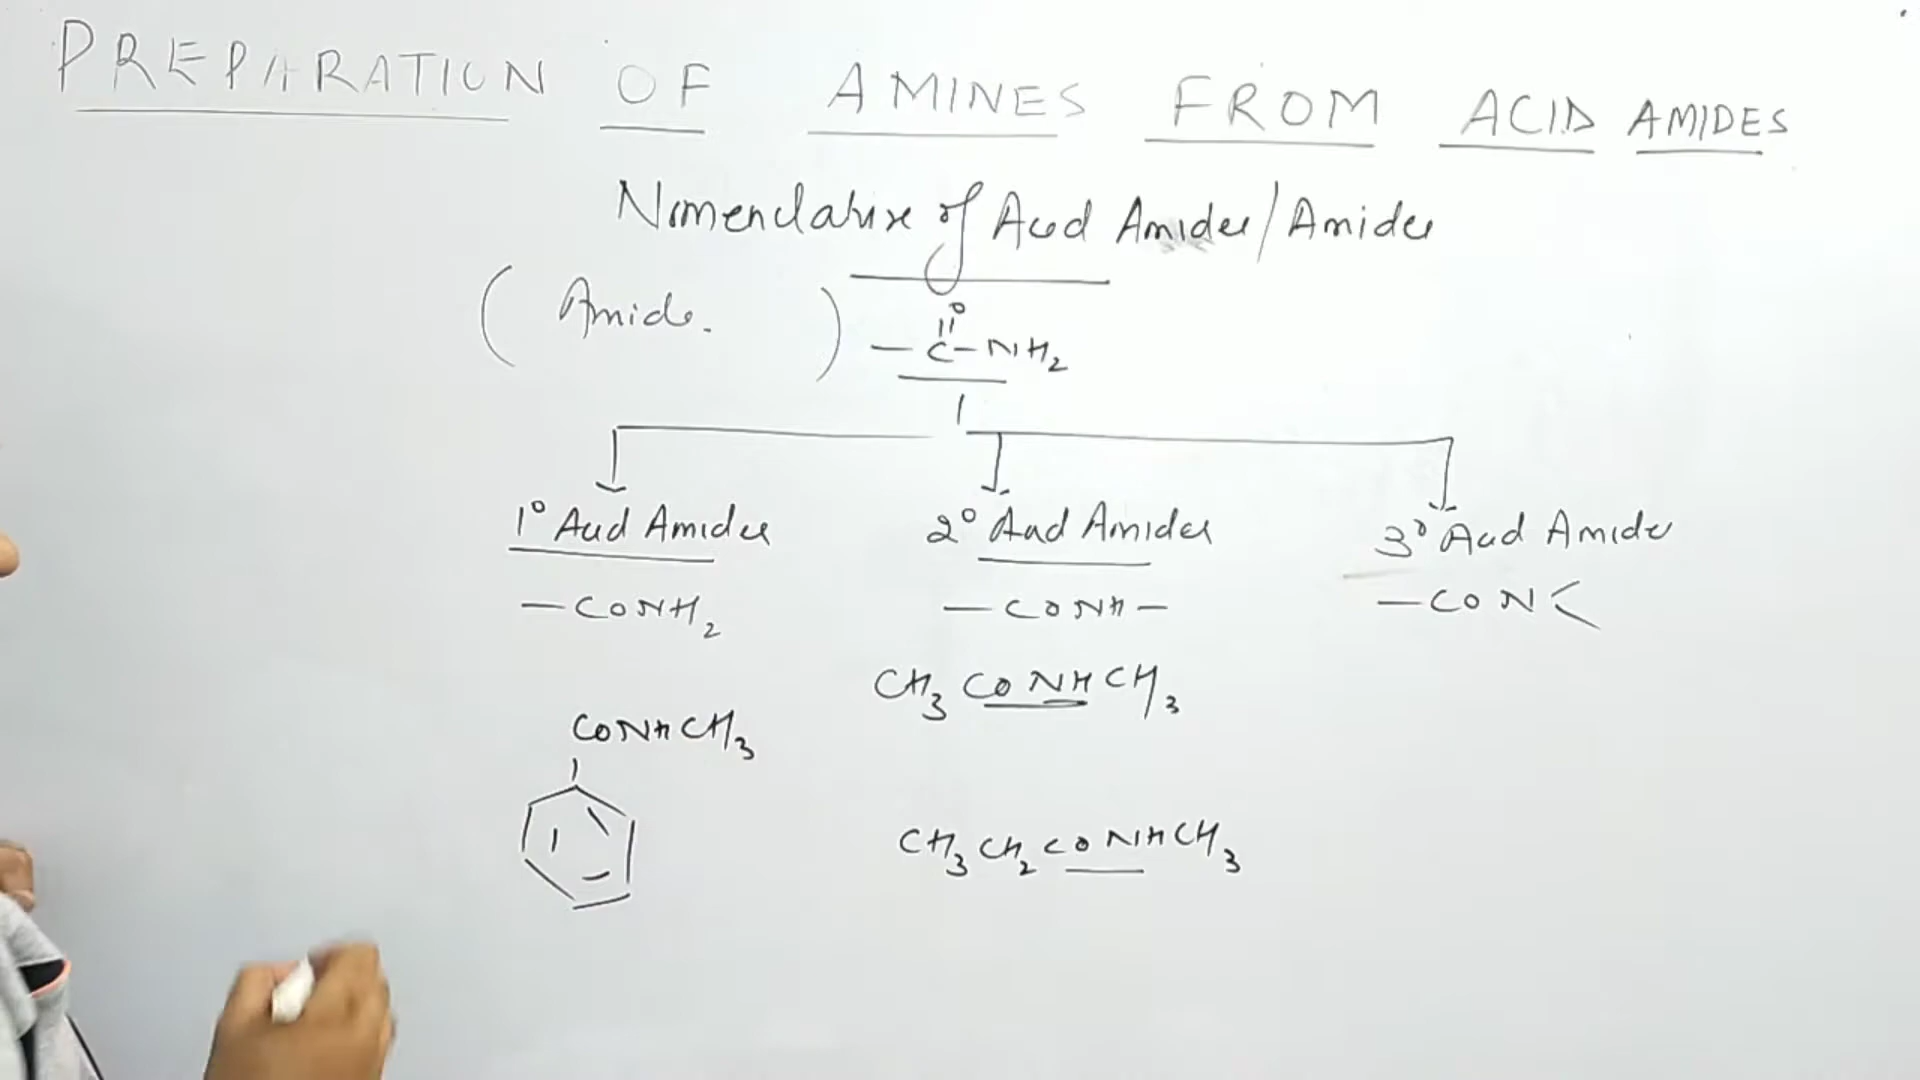 PREPARATION OF AMINES FROM ACID AMIDES
Nomenclature of Acid Amides/Amides
(Amide.)
O
||
—C—NH₂
1° Acid Amides 2° Acid Amides 3° Acid Amide
—CONH₂ —CONH— —CON<
CH₃CONHCH₃
CONHCH₃
CH₃CH₂CONHCH₃